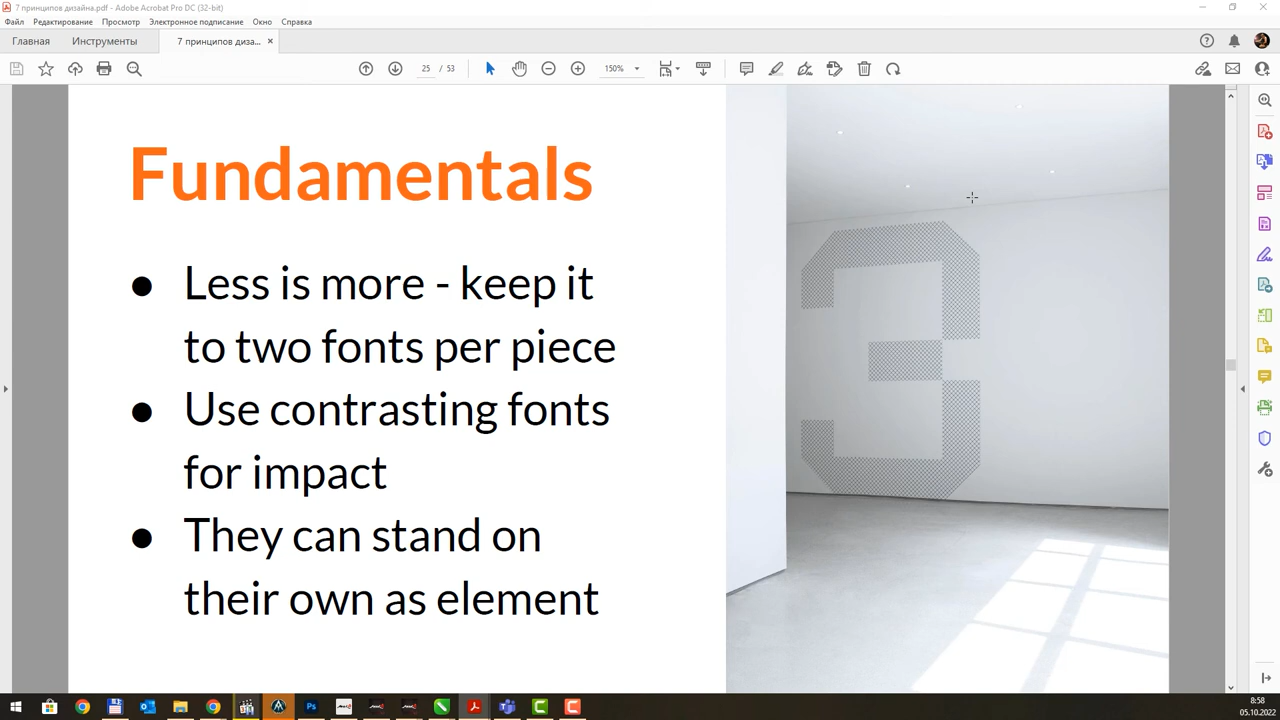 7 принципов дизайна.pdf - Adobe Acrobat Pro DC (32-bit)
Файл Редактирование Просмотр Электронное подписание Окно Справка
Главная Инструменты 7 принципов диза...
25 / 53 150%
Fundamentals
● Less is more - keep it
to two fonts per piece
● Use contrasting fonts
for impact
● They can stand on
their own as element
3
8:58
05.10.2022